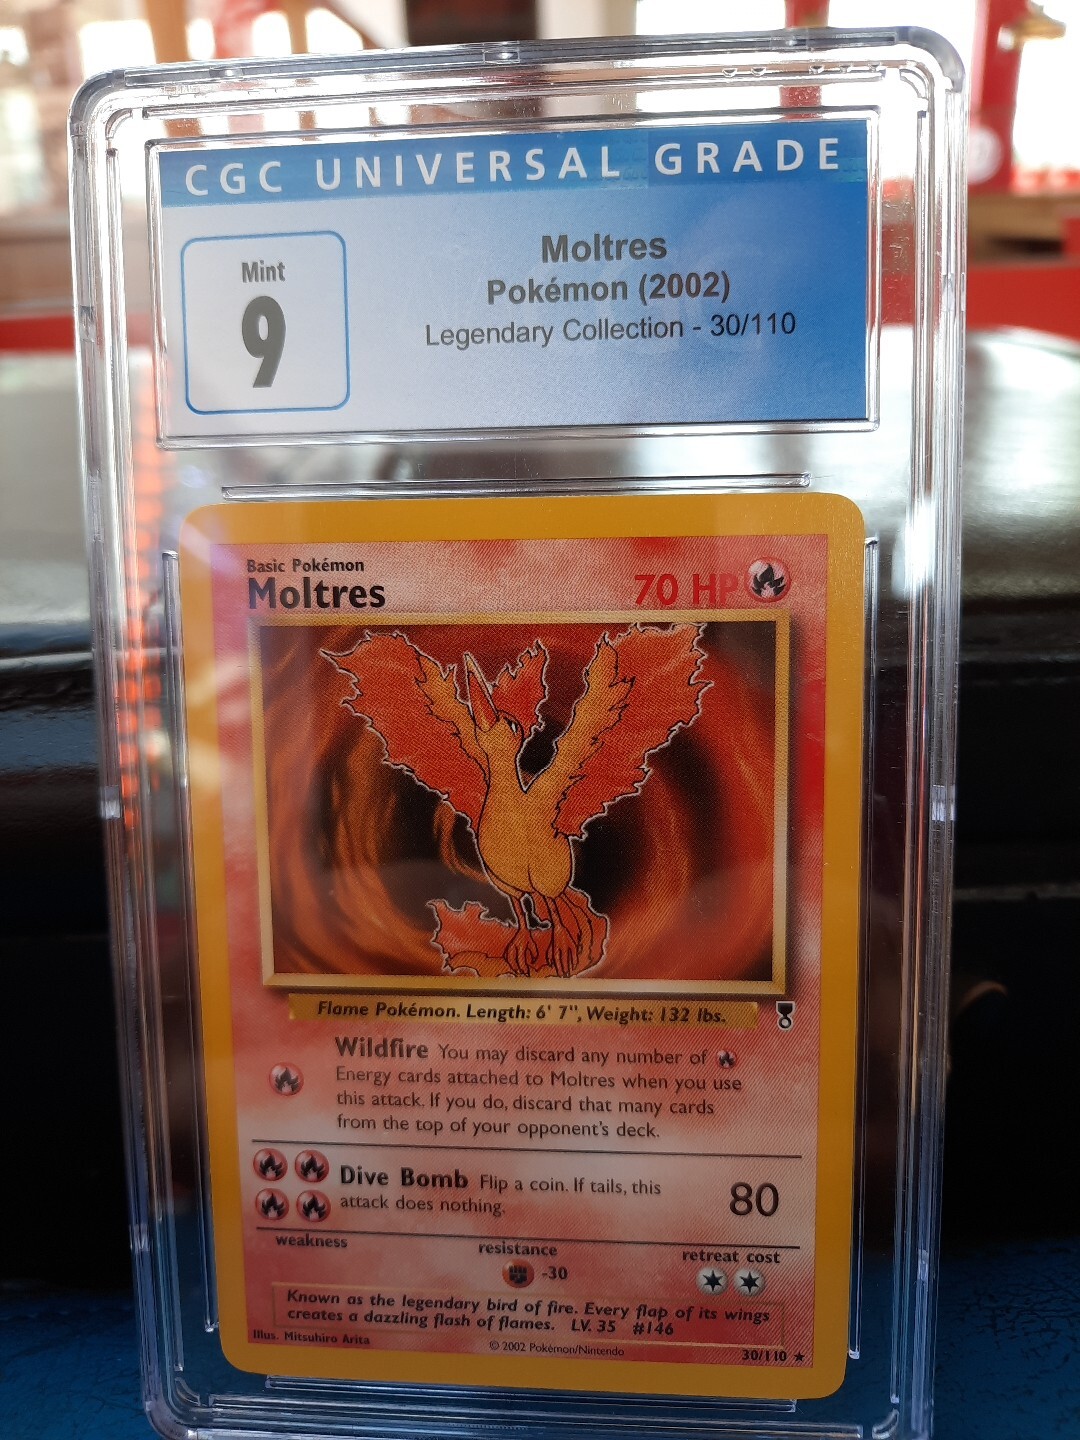 CGC UNIVERSAL GRADE
Mint
9
Moltres
Pokémon (2002)
Legendary Collection - 30/110
Basic Pokémon
Moltres
70 HP
Flame Pokémon. Length: 6' 7", Weight: 132 lbs.
Wildfire You may discard any number of
Energy cards attached to Moltres when you use
this attack. If you do, discard that many cards
from the top of your opponent's deck.
Dive Bomb Flip a coin. If tails, this
attack does nothing.
80
weakness
resistance
retreat cost
-30
Known as the legendary bird of fire. Every flap of its wings
creates a dazzling flash of flames. LV. 35 #146
Illus. Mitsuhiro Arita
© 2002 Pokémon/Nintendo
30/110 ★